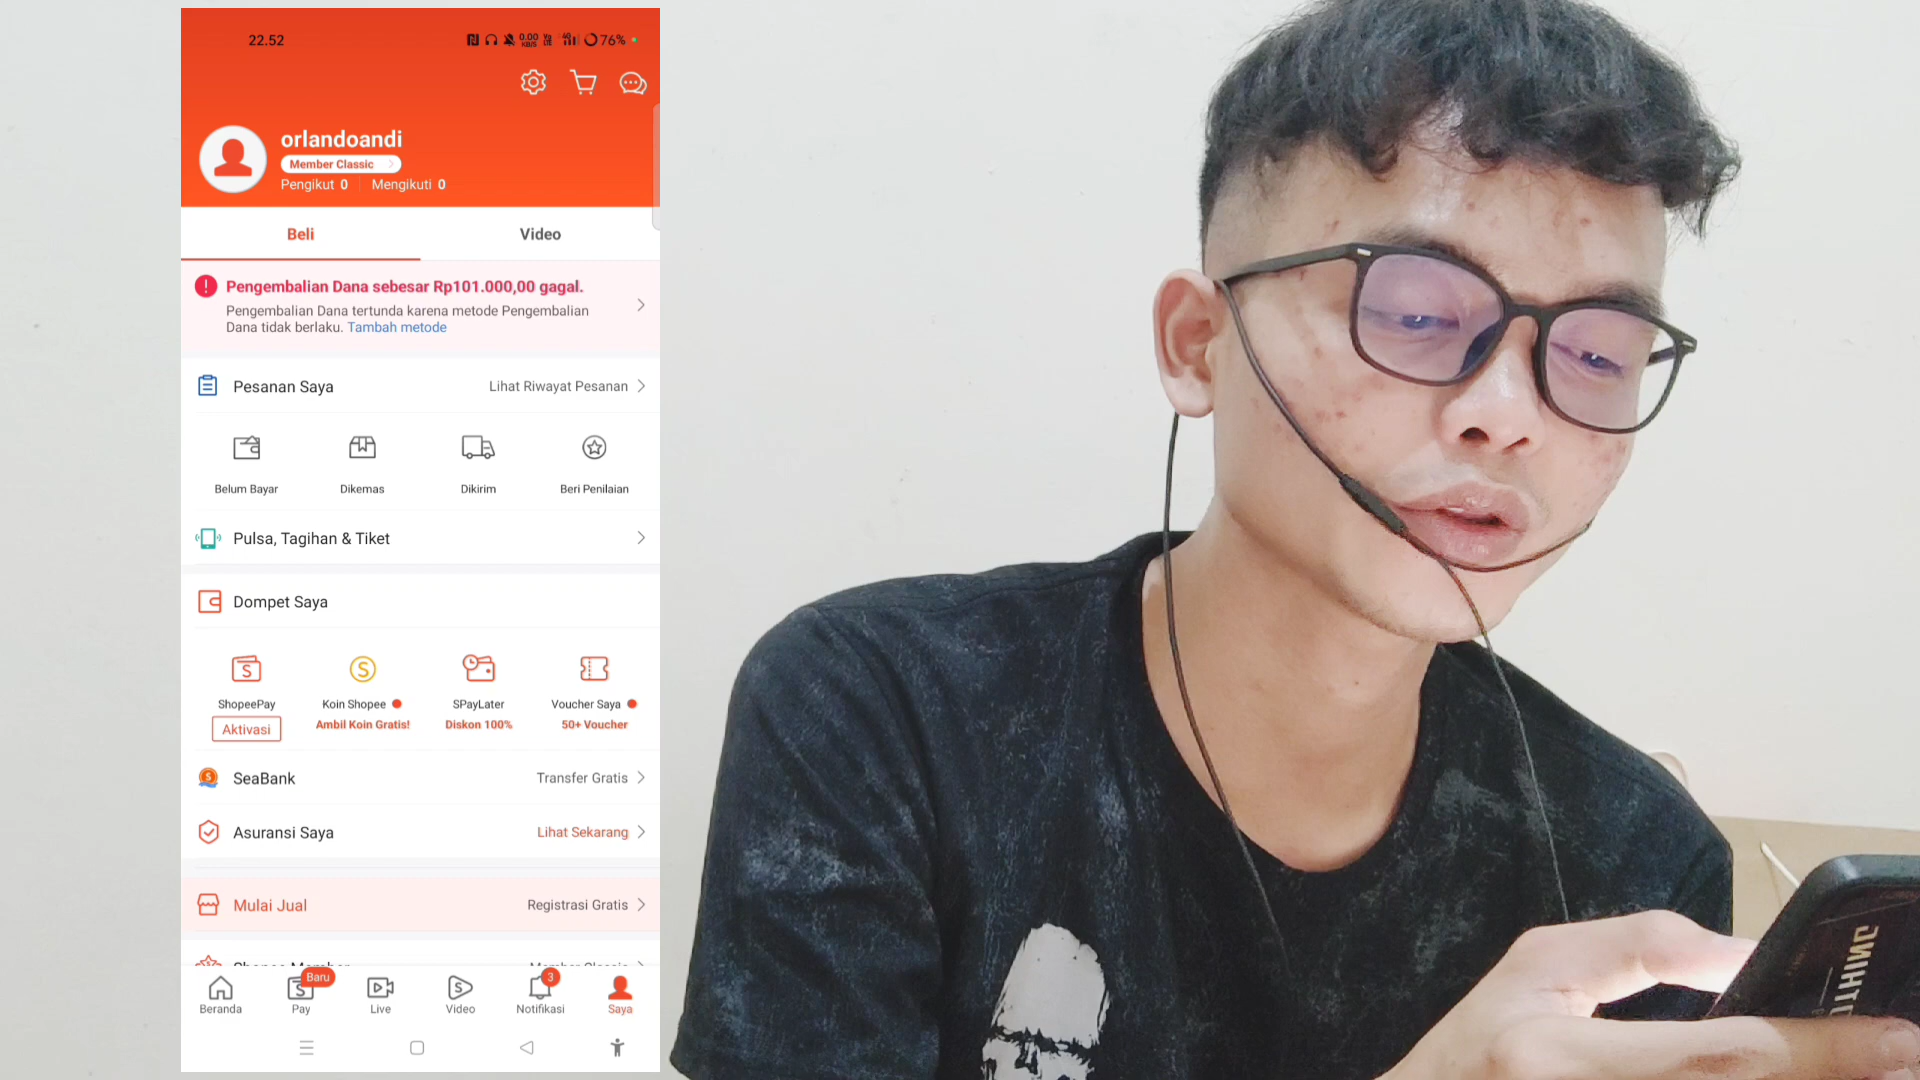 22.52
0.00
KB/S
76%
orlandoandi
Member Classic
Pengikut 0
Mengikuti 0
Beli
Video
Pengembalian Dana sebesar Rp101.000,00 gagal.
Pengembalian Dana tertunda karena metode Pengembalian
Dana tidak berlaku. Tambah metode
Pesanan Saya
Lihat Riwayat Pesanan
Belum Bayar
Dikemas
Dikirim
Beri Penilaian
Pulsa, Tagihan & Tiket
Dompet Saya
ShopeePay
Koin Shopee
SPayLater
Voucher Saya
Aktivasi
Ambil Koin Gratis!
Diskon 100%
50+ Voucher
SeaBank
Transfer Gratis
Asuransi Saya
Lihat Sekarang
Mulai Jual
Registrasi Gratis
Baru
3
Beranda
Pay
Live
Video
Notifikasi
Saya